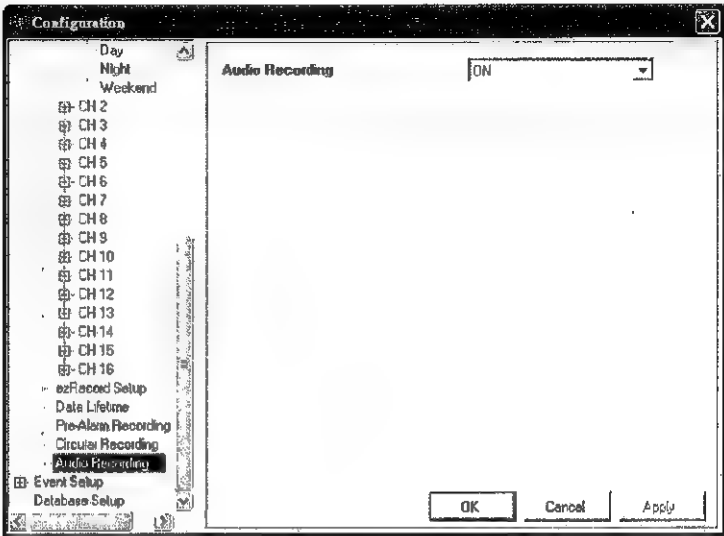 Configuration
Day
Night
Weekend
CH 2
CH 3
CH 4
CH 5
CH 6
CH 7
CH 8
CH 9
CH 10
CH 11
CH 12
CH 13
CH 14
CH 15
CH 16
ezRecord Setup
Data Lifetime
Pre-Alarm Recording
Circular Recording
Audio Recording
Event Setup
Database Setup
Audio Recording ON
OK Cancel Apply